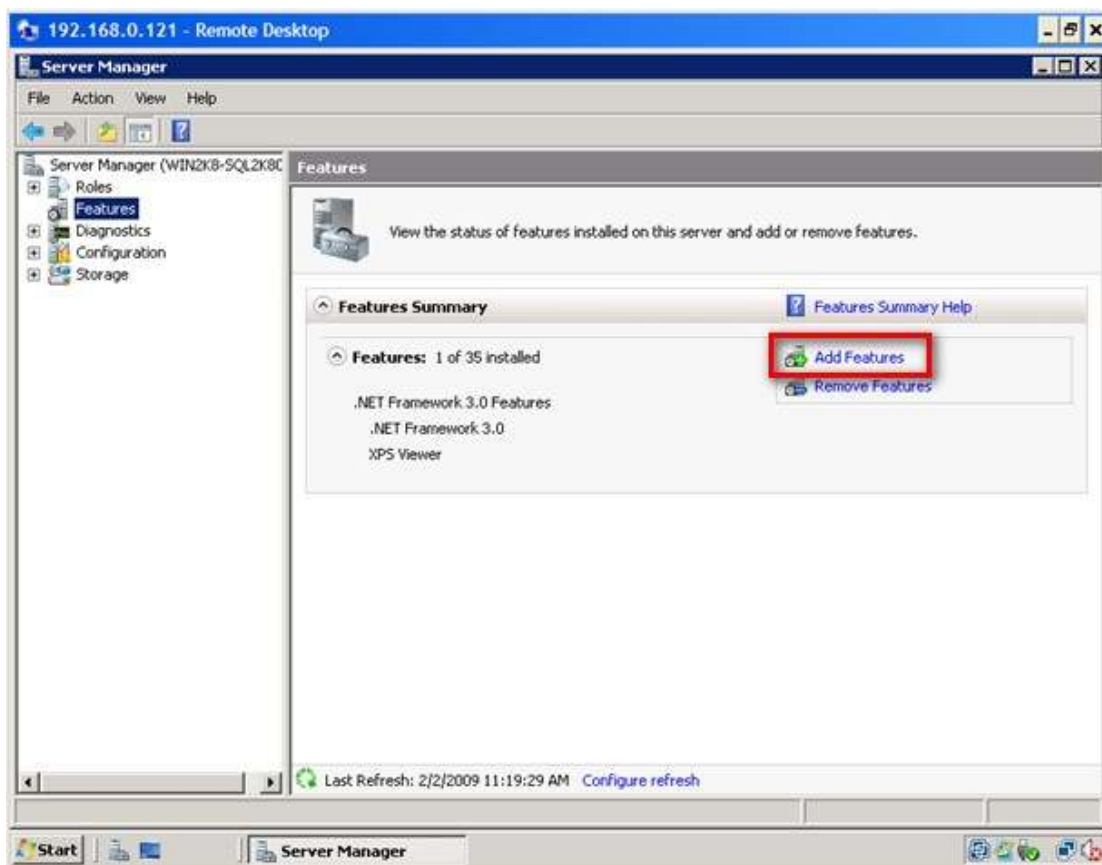 192.168.0.121 - Remote Desktop
Server Manager
File Action View Help
Server Manager (WIN2K8-SQL2K8C
Roles
Features
Diagnostics
Configuration
Storage
Features
View the status of features installed on this server and add or remove features.
Features Summary
Features Summary Help
Features: 1 of 35 installed
Add Features
Remove Features
.NET Framework 3.0 Features
.NET Framework 3.0
XPS Viewer
Last Refresh: 2/2/2009 11:19:29 AM Configure refresh
Start
Server Manager